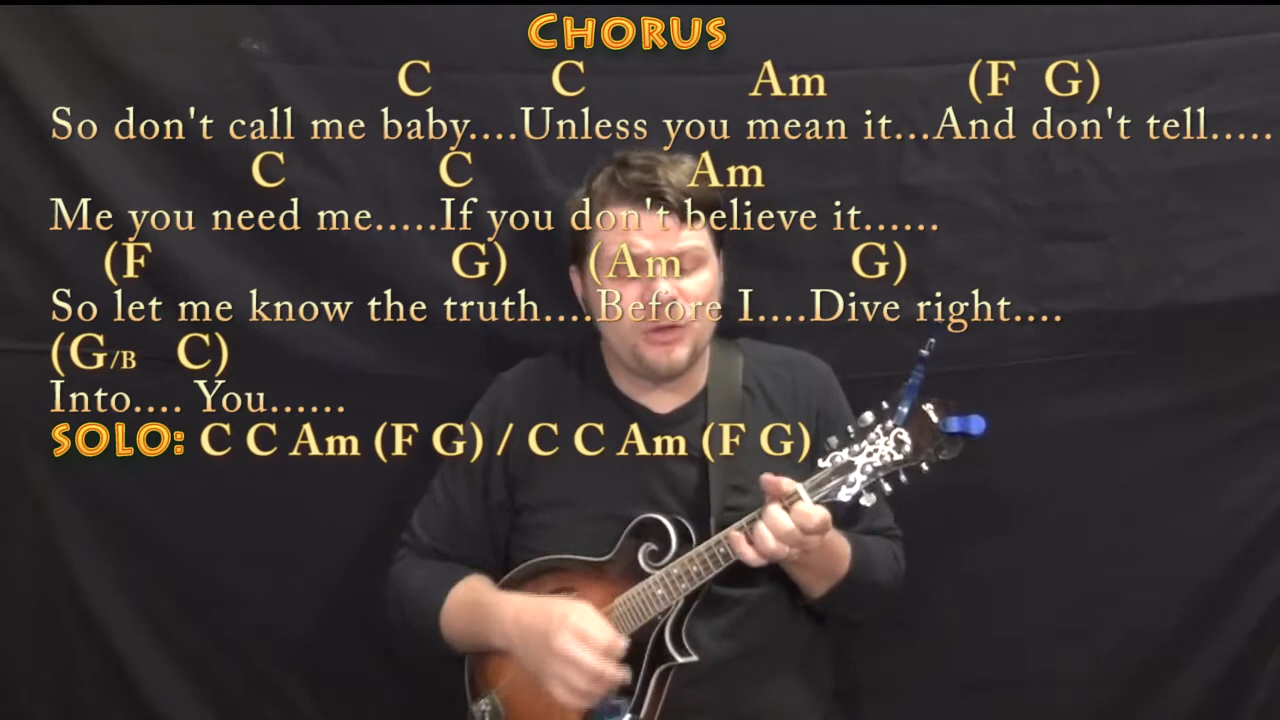 CHORUS
C C Am (F G)
So don't call me baby....Unless you mean it...And don't tell.....
C C Am
Me you need me.....If you don't believe it......
(F G) (Am G)
So let me know the truth....Before I....Dive right....
(G/B C)
Into.... You......
SOLO: C C Am (F G) / C C Am (F G)